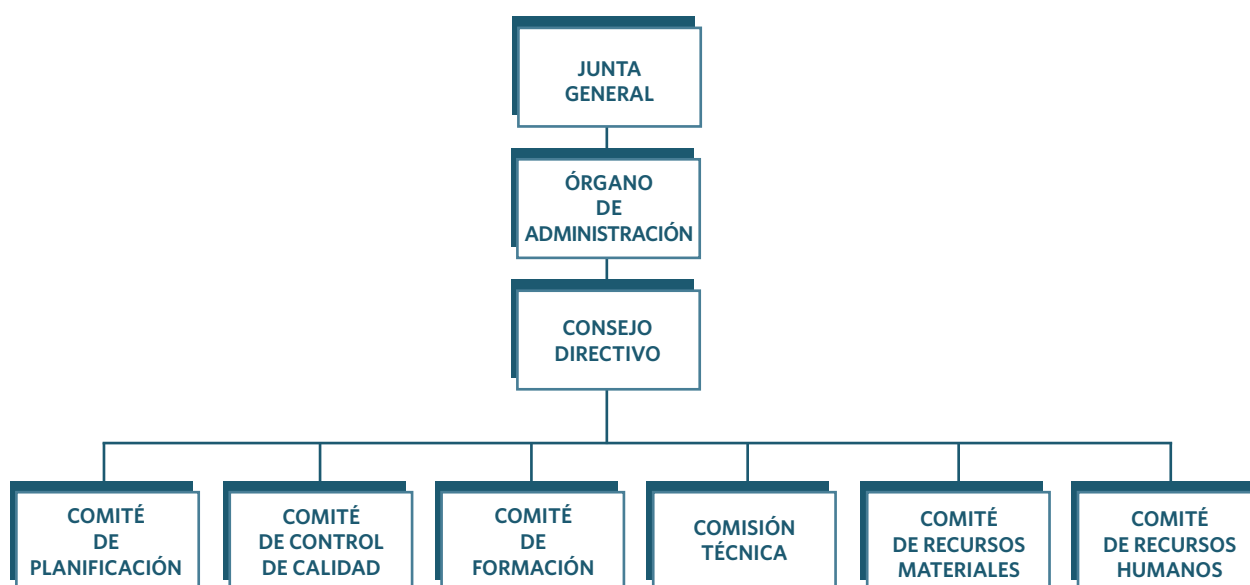 JUNTA
GENERAL
ÓRGANO
DE
ADMINISTRACIÓN
CONSEJO
DIRECTIVO
COMITÉ
DE
PLANIFICACIÓN
COMITÉ
DE CONTROL
DE CALIDAD
COMITÉ
DE
FORMACIÓN
COMISIÓN
TÉCNICA
COMITÉ
DE RECURSOS
MATERIALES
COMITÉ
DE RECURSOS
HUMANOS